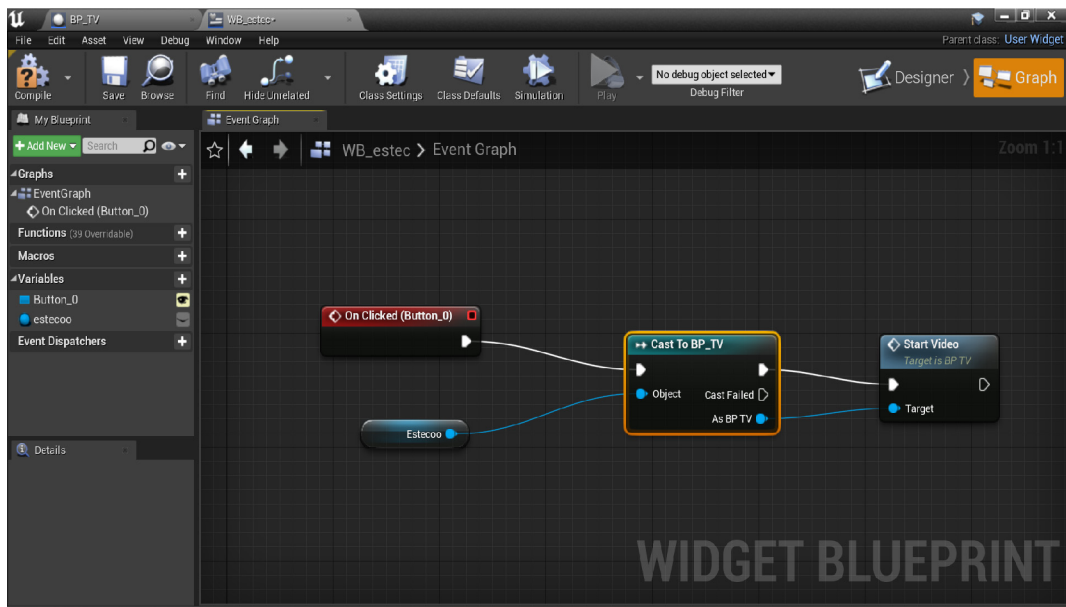 BP_TV
WB_estec*
File Edit Asset View Debug Window Help
Parent class: User Widget
Compile
Save
Browse
Find
Hide Unrelated
Class Settings
Class Defaults
Simulation
Play
No debug object selected
Debug Filter
Designer
Graph
My Blueprint
Event Graph
+ Add New
Search
WB_estec > Event Graph
Zoom 1:1
Graphs
EventGraph
On Clicked (Button_0)
Functions (39 Overridable)
Macros
Variables
Button_0
estecoo
Event Dispatchers
Details
On Clicked (Button_0)
Estecoo
Cast To BP_TV
Object
Cast Failed
As BP TV
Start Video
Target is BP TV
Target
WIDGET BLUEPRINT